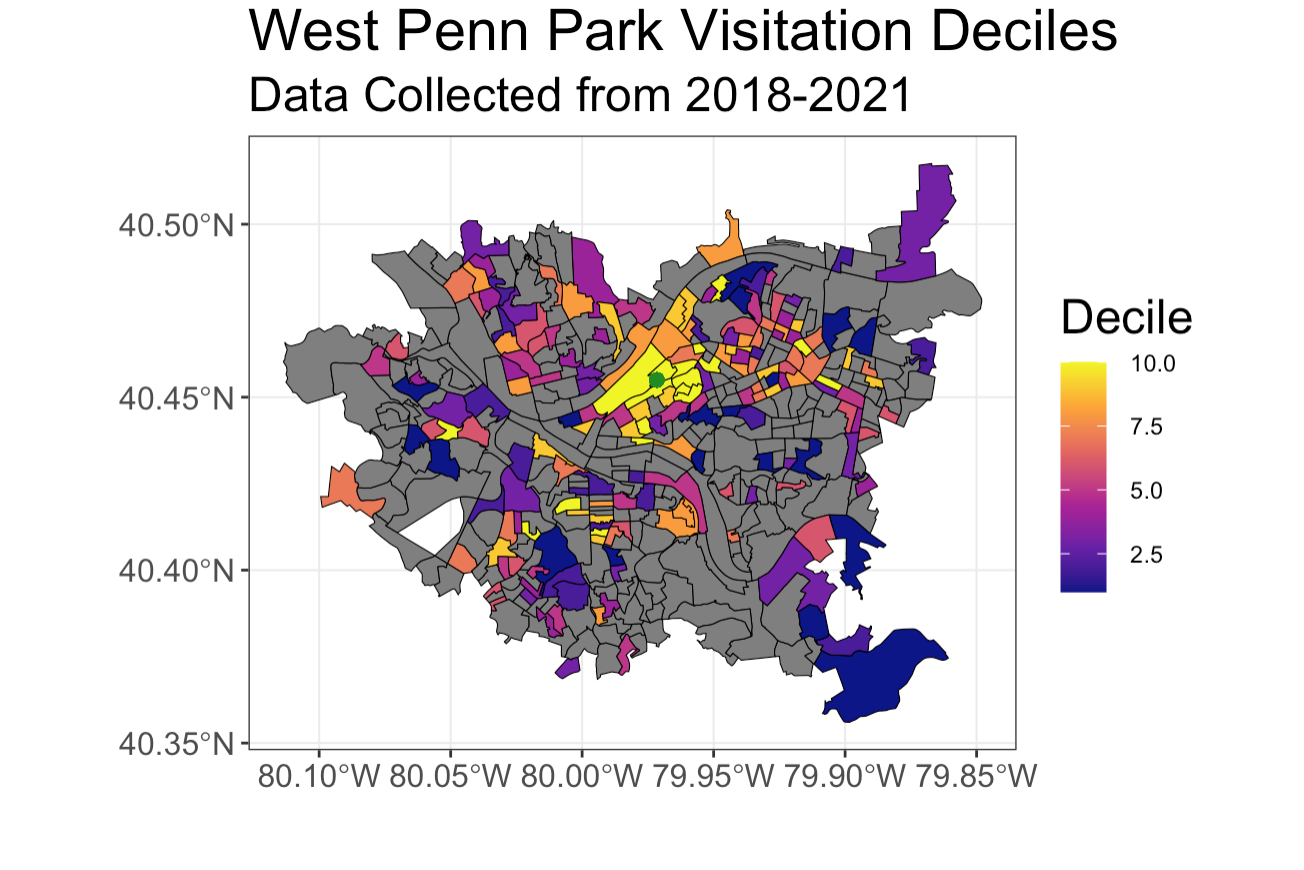 West Penn Park Visitation Deciles
Data Collected from 2018-2021
40.50°N
40.45°N
40.40°N
40.35°N
80.10°W 80.05°W 80.00°W 79.95°W 79.90°W 79.85°W
Decile
10.0
7.5
5.0
2.5